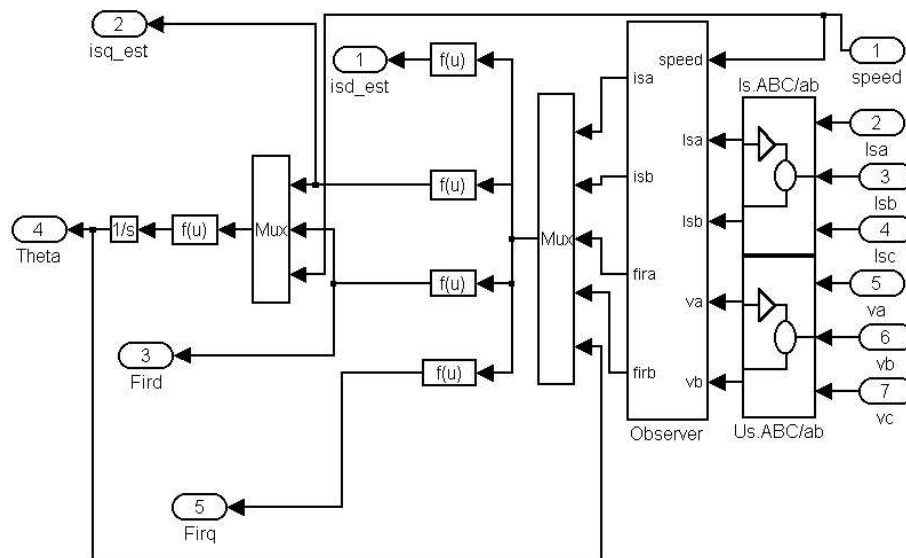 2
isq_est
1
isd_est
f(u)
speed
1
speed
isa
Is.ABC/ab
2
Isa
Isa
isb
f(u)
3
Isb
Mux
4
Theta
1/s
f(u)
Mux
Isb
4
Isc
fira
f(u)
5
va
va
3
Fird
6
vb
firb
vb
f(u)
7
vc
Observer
Us.ABC/ab
5
Firq